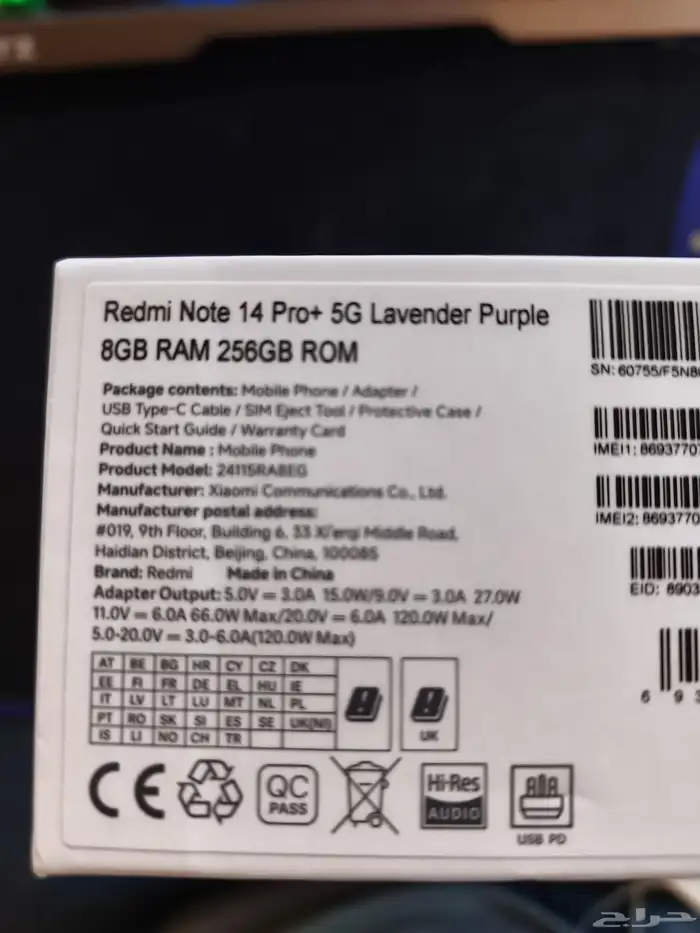 Redmi Note 14 Pro+ 5G Lavender Purple
8GB RAM 256GB ROM
Package contents: Mobile Phone / Adapter /
USB Type-C Cable / SIM Eject Tool / Protective Case /
Quick Start Guide / Warranty Card
Product Name : Mobile Phone
Product Model: 24115RA8EG
Manufacturer: Xiaomi Communications Co., Ltd.
Manufacturer postal address:
#019, 9th Floor, Building 6, 33 Xi'erqi Middle Road,
Haidian District, Beijing, China, 100085
Brand: Redmi Made in China
Adapter Output: 5.0V = 3.0A 15.0W/9.0V = 3.0A 27.0W
11.0V = 6.0A 66.0W Max/20.0V = 6.0A 120.0W Max/
5.0-20.0V = 3.0-6.0A(120.0W Max)
AT BE BG HR CY CZ DK
EE FI FR DE EL HU IE
IT LV LT LU MT NL PL
PT RO SK SI ES SE UK(NI)
IS LI NO CH TR
UK
CE
QC
PASS
Hi-Res
AUDIO
USB PD
SN: 60755/F5N8
IMEI1: 8693770
IMEI2: 8693770
EID: 8903
6 93
حراج